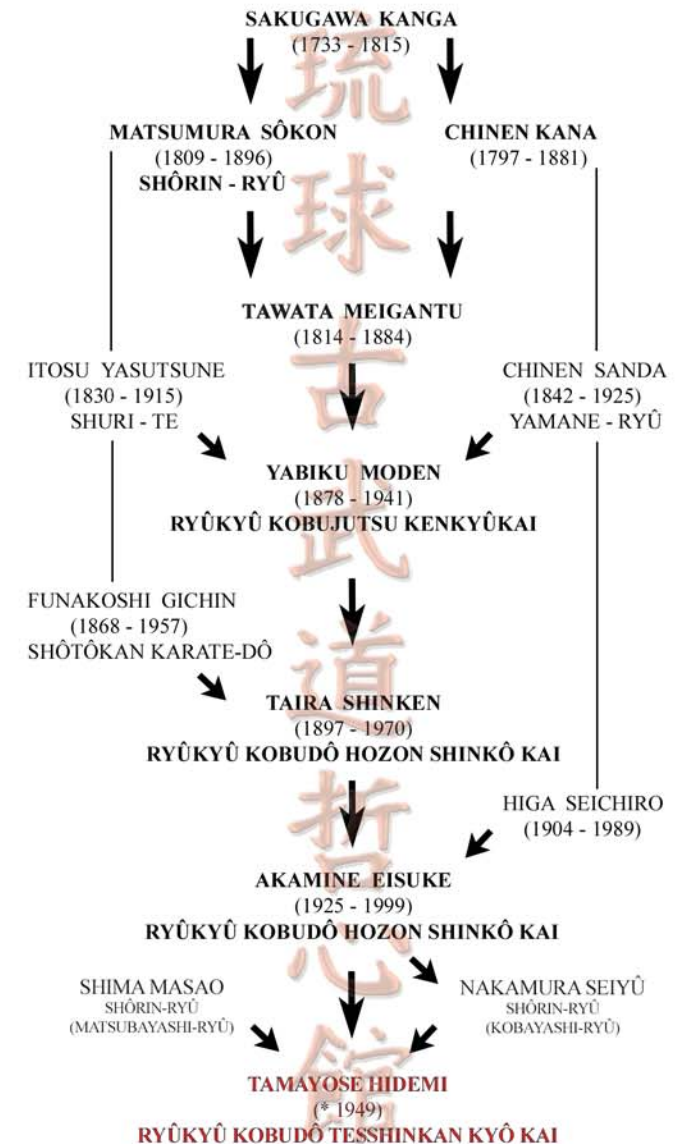 SAKUGAWA KANGA
(1733 - 1815)
MATSUMURA SÔKON
(1809 - 1896)
SHÔRIN - RYÛ
CHINEN KANA
(1797 - 1881)
TAWATA MEIGANTU
(1814 - 1884)
ITOSU YASUTSUNE
(1830 - 1915)
SHURI - TE
CHINEN SANDA
(1842 - 1925)
YAMANE - RYÛ
YABIKU MODEN
(1878 - 1941)
RYÛKYÛ KOBUJUTSU KENKYÛKAI
FUNAKOSHI GICHIN
(1868 - 1957)
SHÔTÔKAN KARATE-DÔ
TAIRA SHINKEN
(1897 - 1970)
RYÛKYÛ KOBUDÔ HOZON SHINKÔ KAI
HIGA SEICHIRO
(1904 - 1989)
AKAMINE EISUKE
(1925 - 1999)
RYÛKYÛ KOBUDÔ HOZON SHINKÔ KAI
SHIMA MASAO
SHÔRIN-RYÛ
(MATSUBAYASHI-RYÛ)
NAKAMURA SEIYÛ
SHÔRIN-RYÛ
(KOBAYASHI-RYÛ)
TAMAYOSE HIDEMI
(* 1949)
RYÛKYÛ KOBUDÔ TESSHINKAN KYÔ KAI
琉球古武道哲心館